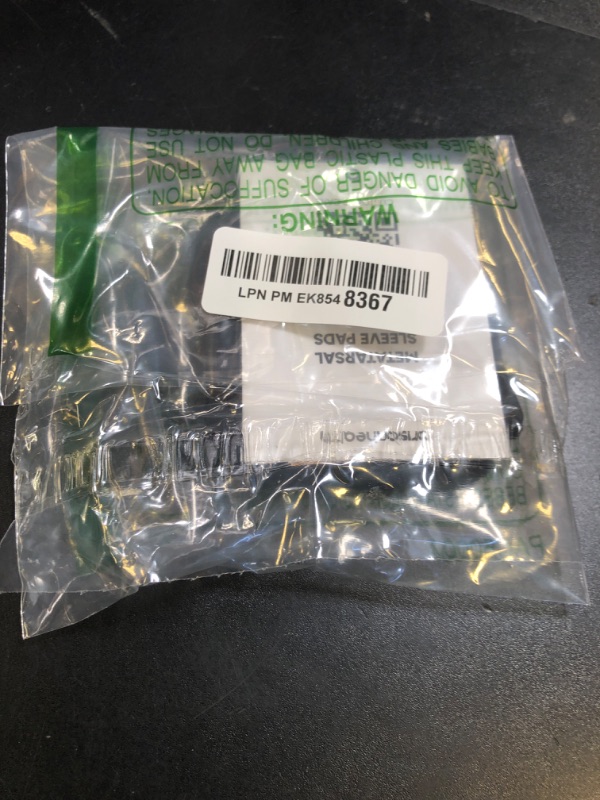 WARNING:
TO AVOID DANGER OF SUFFOCATION,
KEEP THIS PLASTIC BAG AWAY FROM
BABIES AND CHILDREN. DO NOT USE
LPN PM EK854 8367
METATARSAL
SLEEVE PADS